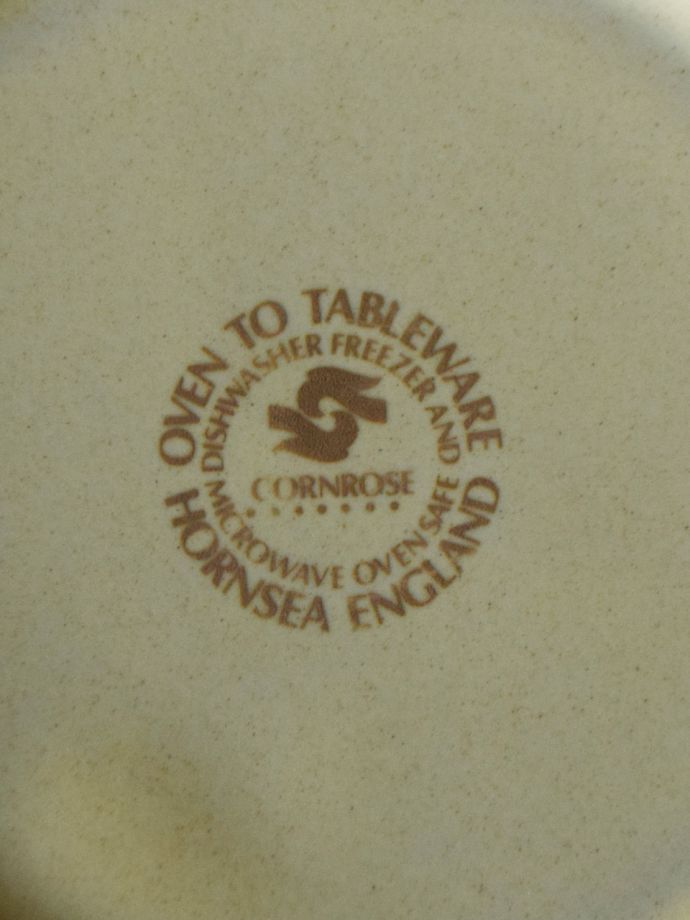 OVEN TO TABLEWARE
DISHWASHER FREEZER AND
CORNROSE
MICROWAVE OVEN SAFE
HORNSEA ENGLAND